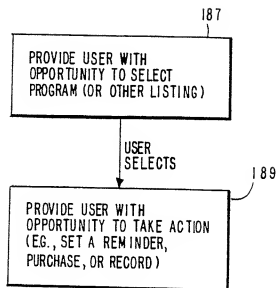 187
PROVIDE USER WITH
OPPORTUNITY TO SELECT
PROGRAM (OR OTHER LISTING)
USER
SELECTS
189
PROVIDE USER WITH
OPPORTUNITY TO TAKE ACTION
(E.G., SET A REMINDER,
PURCHASE, OR RECORD)